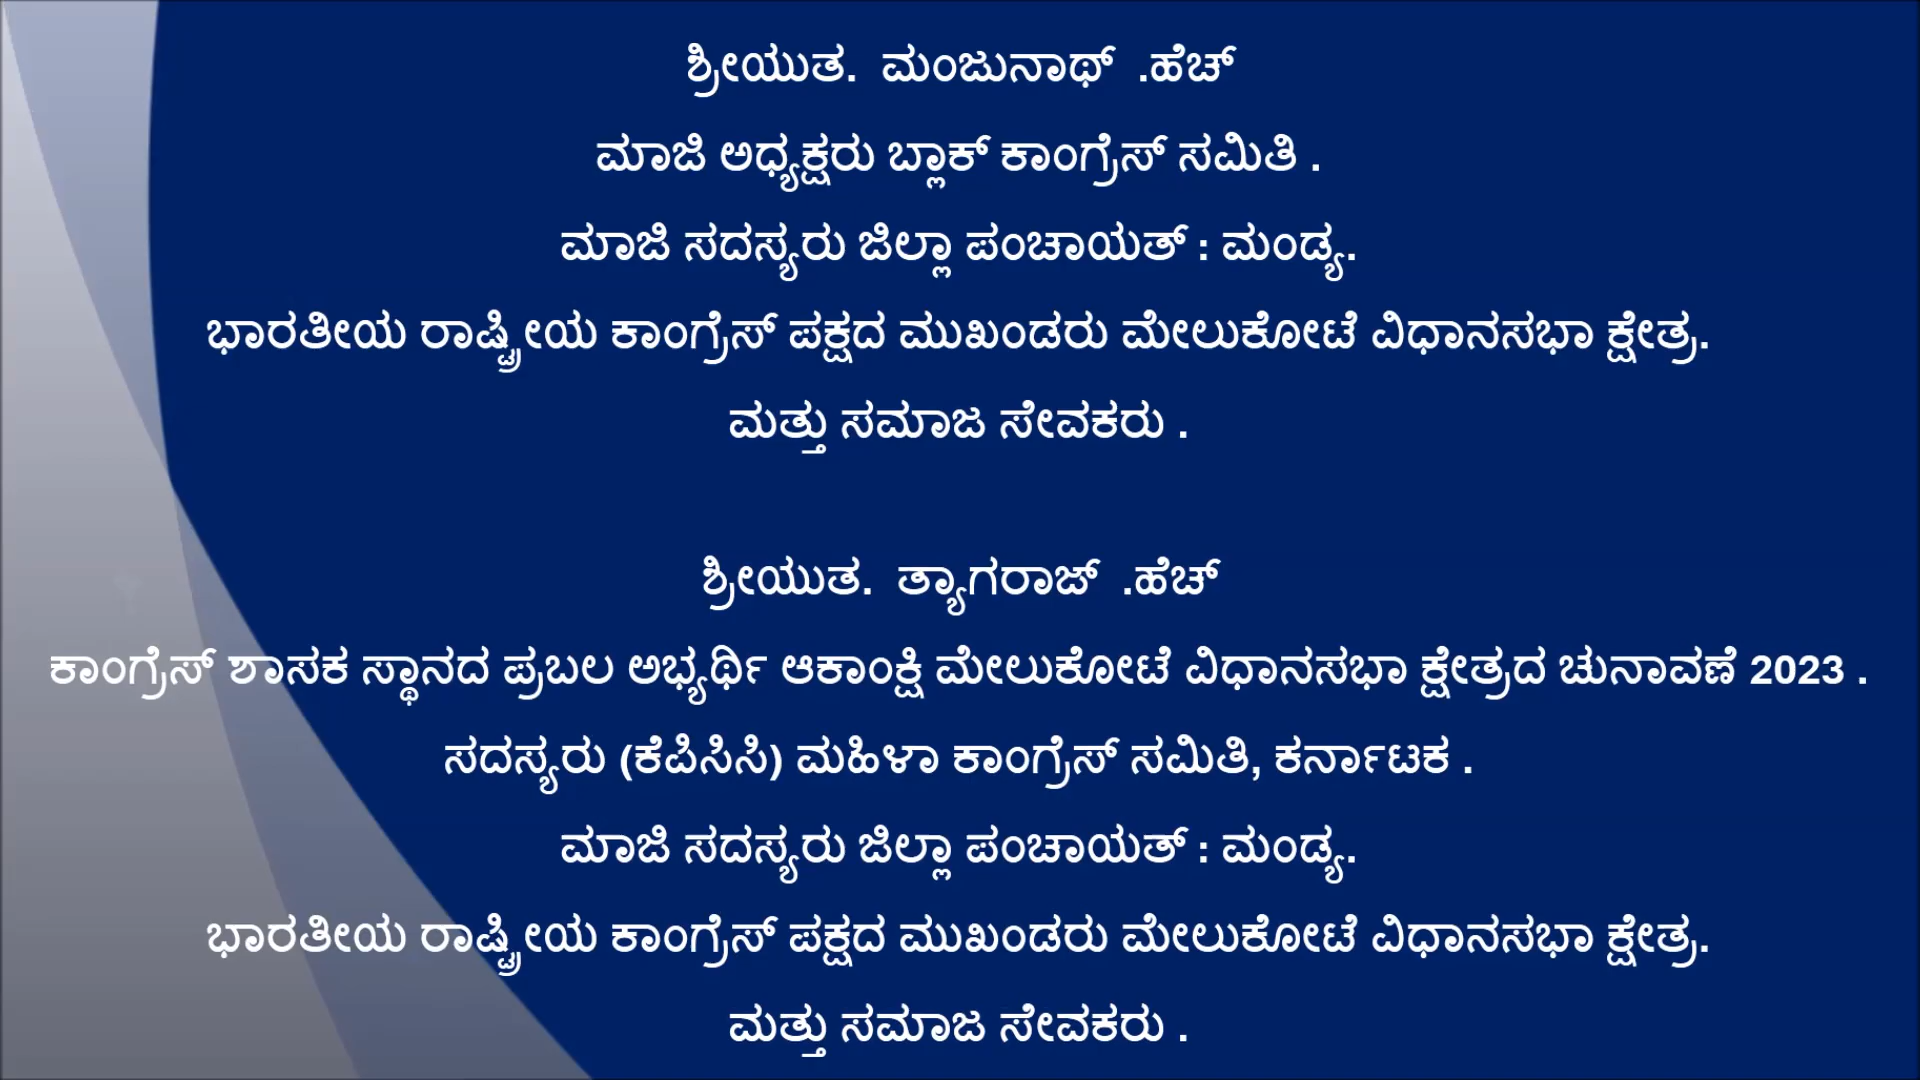 ಶ್ರೀಯುತ. ಮಂಜುನಾಥ್ .ಹೆಚ್
ಮಾಜಿ ಅಧ್ಯಕ್ಷರು ಬ್ಲಾಕ್ ಕಾಂಗ್ರೆಸ್ ಸಮಿತಿ .
ಮಾಜಿ ಸದಸ್ಯರು ಜಿಲ್ಲಾ ಪಂಚಾಯತ್ : ಮಂಡ್ಯ.
ಭಾರತೀಯ ರಾಷ್ಟ್ರೀಯ ಕಾಂಗ್ರೆಸ್ ಪಕ್ಷದ ಮುಖಂಡರು ಮೇಲುಕೋಟೆ ವಿಧಾನಸಭಾ ಕ್ಷೇತ್ರ.
ಮತ್ತು ಸಮಾಜ ಸೇವಕರು .
ಶ್ರೀಯುತ. ತ್ಯಾಗರಾಜ್ .ಹೆಚ್
ಕಾಂಗ್ರೆಸ್ ಶಾಸಕ ಸ್ಥಾನದ ಪ್ರಬಲ ಅಭ್ಯರ್ಥಿ ಆಕಾಂಕ್ಷಿ ಮೇಲುಕೋಟೆ ವಿಧಾನಸಭಾ ಕ್ಷೇತ್ರದ ಚುನಾವಣೆ 2023 .
ಸದಸ್ಯರು (ಕೆಪಿಸಿಸಿ) ಮಹಿಳಾ ಕಾಂಗ್ರೆಸ್ ಸಮಿತಿ, ಕರ್ನಾಟಕ .
ಮಾಜಿ ಸದಸ್ಯರು ಜಿಲ್ಲಾ ಪಂಚಾಯತ್ : ಮಂಡ್ಯ.
ಭಾರತೀಯ ರಾಷ್ಟ್ರೀಯ ಕಾಂಗ್ರೆಸ್ ಪಕ್ಷದ ಮುಖಂಡರು ಮೇಲುಕೋಟೆ ವಿಧಾನಸಭಾ ಕ್ಷೇತ್ರ.
ಮತ್ತು ಸಮಾಜ ಸೇವಕರು .